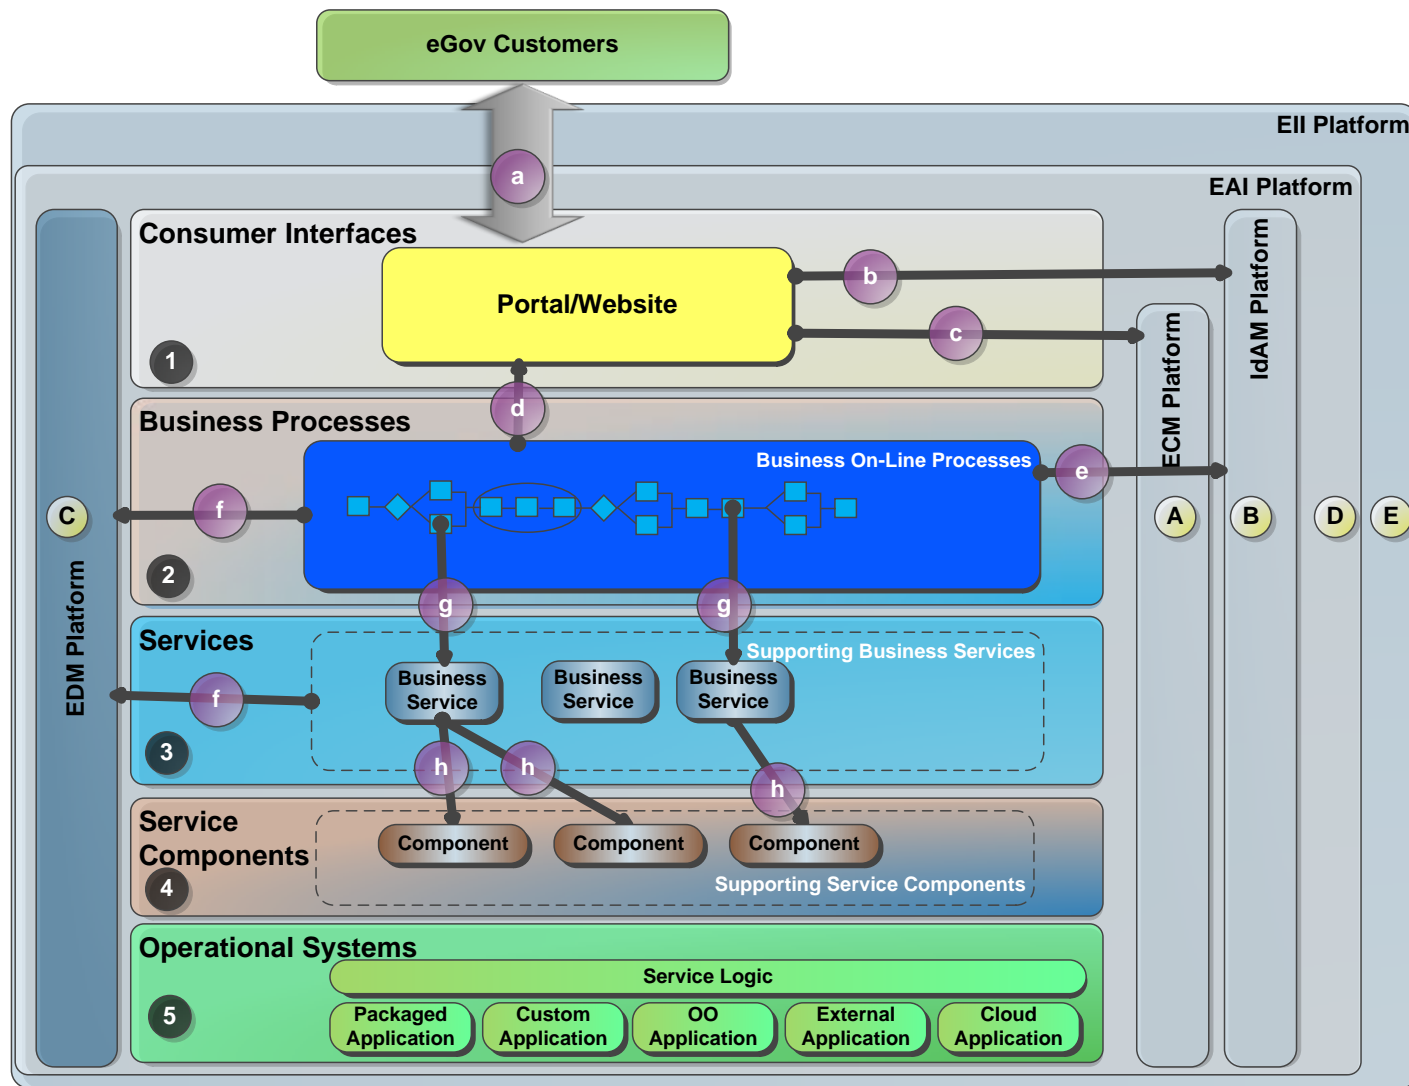 eGov Customers
EII Platform
a
EAI Platform
Consumer Interfaces
b
Portal/Website
c
1
IdAM Platform
ECM Platform
d
Business Processes
Business On-Line Processes
e
C
f
A
B
D
E
2
g
g
EDM Platform
Services
Supporting Business Services
Business
Service
Business
Service
Business
Service
f
3
h
h
h
Service
Components
Component
Component
Component
4
Supporting Service Components
Operational Systems
Service Logic
5
Packaged
Application
Custom
Application
OO
Application
External
Application
Cloud
Application